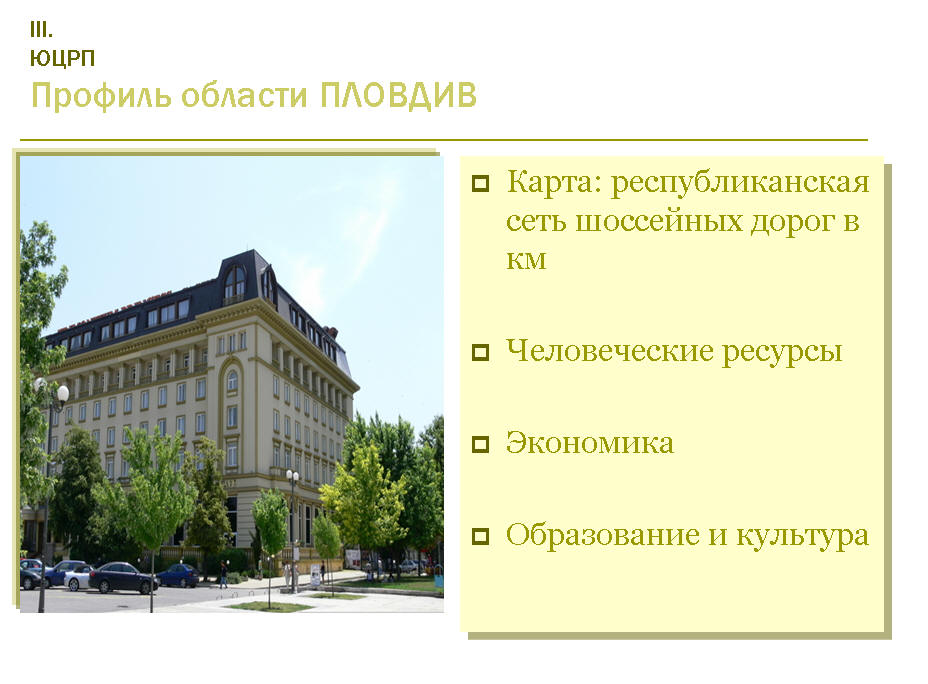 III.
ЮЦРП
Профиль области ПЛОВДИВ
Карта: республиканская
сеть шоссейных дорог в
км
Человеческие ресурсы
Экономика
Образование и культура